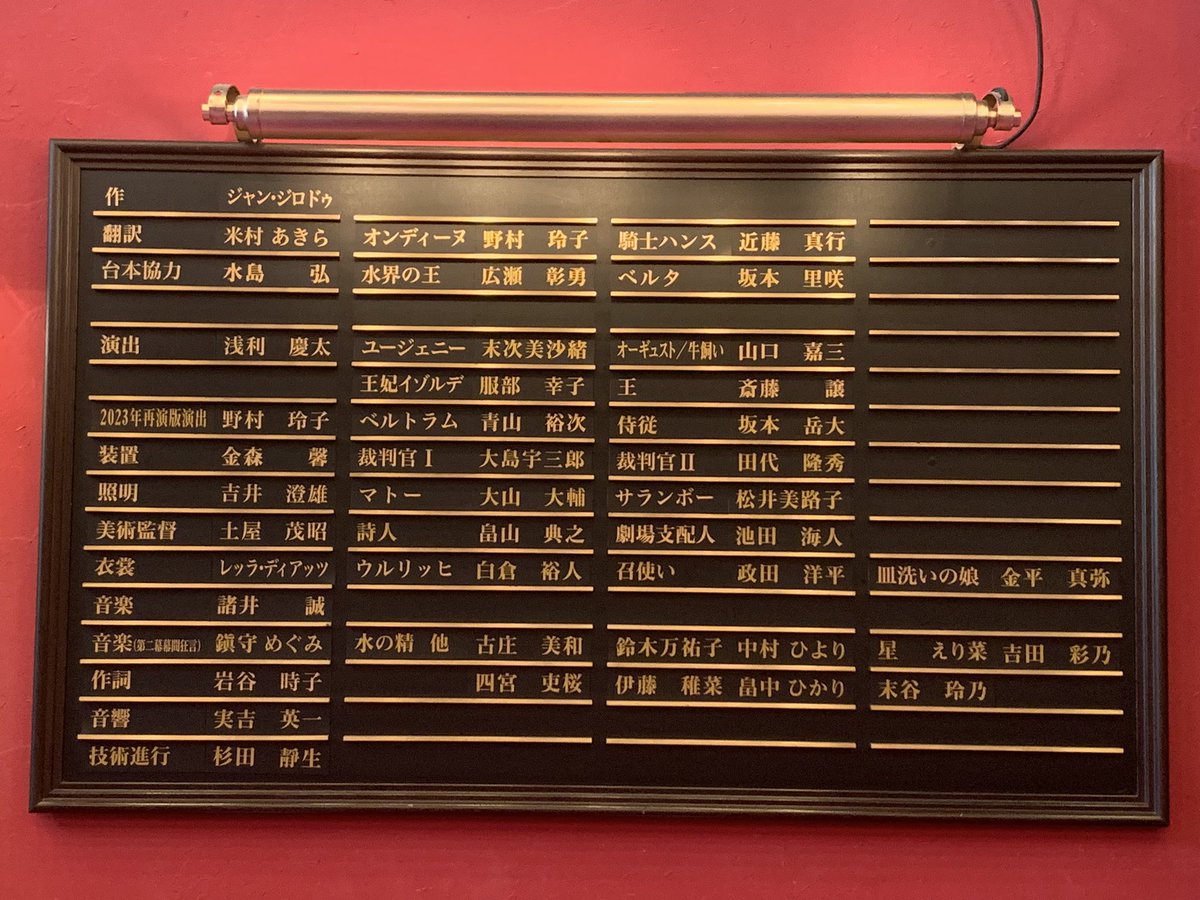 作 ジャン・ジロドゥ
翻訳 米村 あきら
台本協力 水島 弘
演出 浅利 慶太
2023年再演版演出 野村 玲子
装置 金森 馨
照明 吉井 澄雄
美術監督 土屋 茂昭
衣裳 レッラ・ディアッツ
音楽 諸井 誠
音楽(第二幕幕間狂言) 鎮守 めぐみ
作詞 岩谷 時子
音響 実吉 英一
技術進行 杉田 靜生
オンディーヌ 野村 玲子
水界の王 広瀬 彰勇
ユージェニー 末次美沙緒
王妃イゾルデ 服部 幸子
ベルトラム 青山 裕次
裁判官Ⅰ 大島宇三郎
マトー 大山 大輔
詩人 畠山 典之
ウルリッヒ 白倉 裕人
水の精 他 古庄 美和
四宮 吏桜
騎士ハンス 近藤 真行
ベルタ 坂本 里咲
オーギュスト/牛飼い 山口 嘉三
王 斎藤 譲
侍従 坂本 岳大
裁判官Ⅱ 田代 隆秀
サランボー 松井美路子
劇場支配人 池田 海人
召使い 政田 洋平
鈴木万祐子 中村 ひより
伊藤 稚菜 畠中 ひかり
皿洗いの娘 金平 真弥
星 えり菜 吉田 彩乃
末谷 玲乃